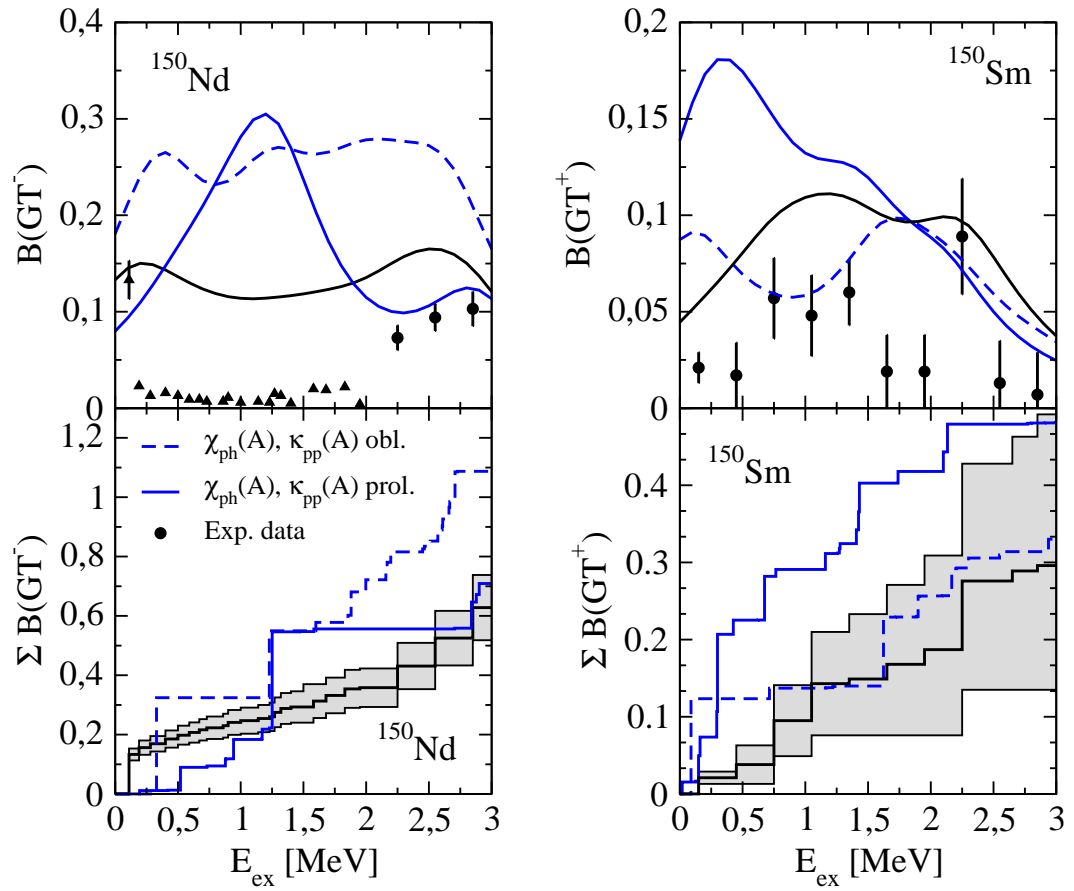 0,4
150Nd
0,3
B(GT-)
0,2
0,1
0
0,2
150Sm
0,15
B(GT+)
0,1
0,05
0
1,2
χph(A), κpp(A) obl.
1
χph(A), κpp(A) prol.
Exp. data
0,8
Σ B(GT-)
0,6
0,4
0,2
150Nd
0
0 0,5 1 1,5 2 2,5 3
Eex [MeV]
150Sm
0,4
Σ B(GT+)
0,3
0,2
0,1
0
0,5 1 1,5 2 2,5 3
Eex [MeV]